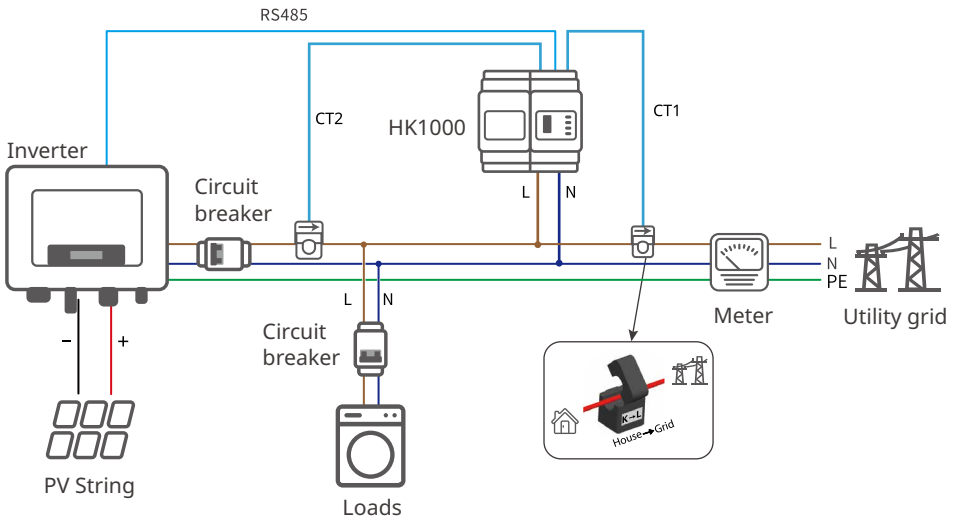 RS485
CT2
HK1000
CT1
Inverter
Circuit
breaker
L
N
L
N
PE
L
N
Meter
Utility grid
−
+
Circuit
breaker
K→L
House→Grid
PV String
Loads